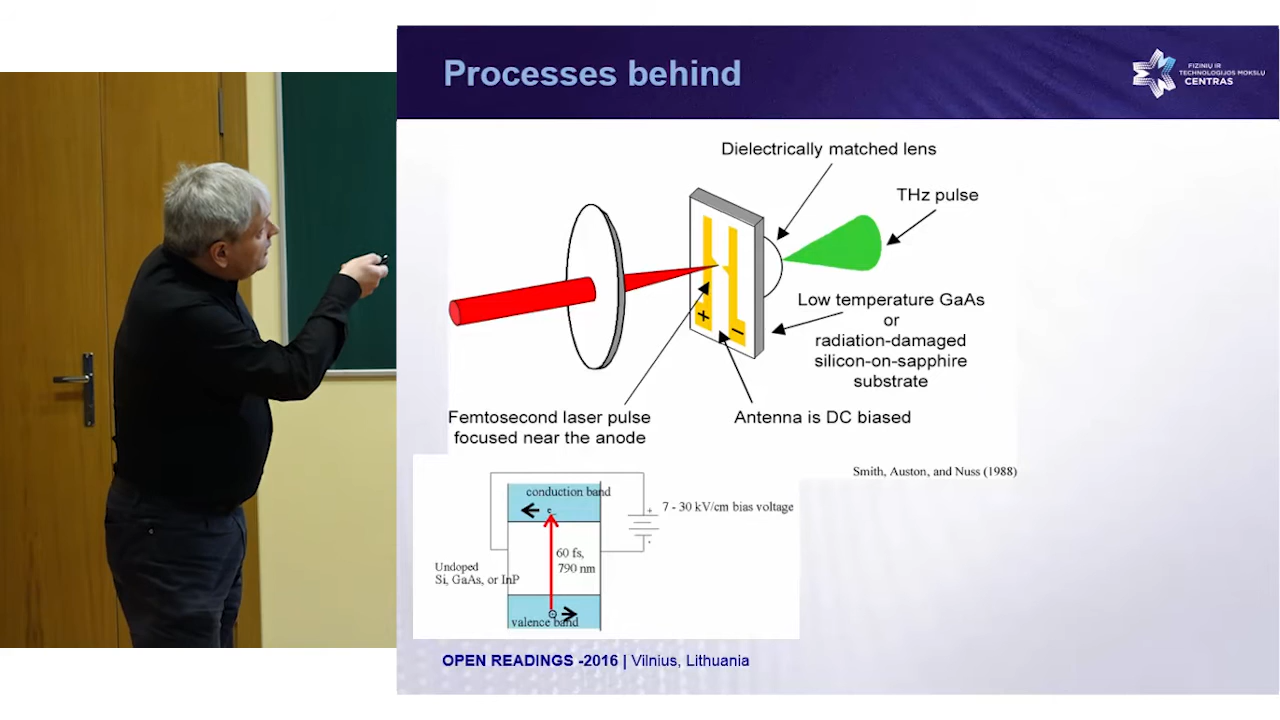 Processes behind
FIZINIŲ IR
TECHNOLOGIJOS MOKSLŲ
CENTRAS
Dielectrically matched lens
THz pulse
Low temperature GaAs
or
radiation-damaged
silicon-on-sapphire
substrate
+
−
Femtosecond laser pulse
focused near the anode
Antenna is DC biased
Smith, Auston, and Nuss (1988)
conduction band
e-
+
7 - 30 kV/cm bias voltage
-
60 fs,
790 nm
Undoped
Si, GaAs, or InP
+
valence band
OPEN READINGS -2016 | Vilnius, Lithuania